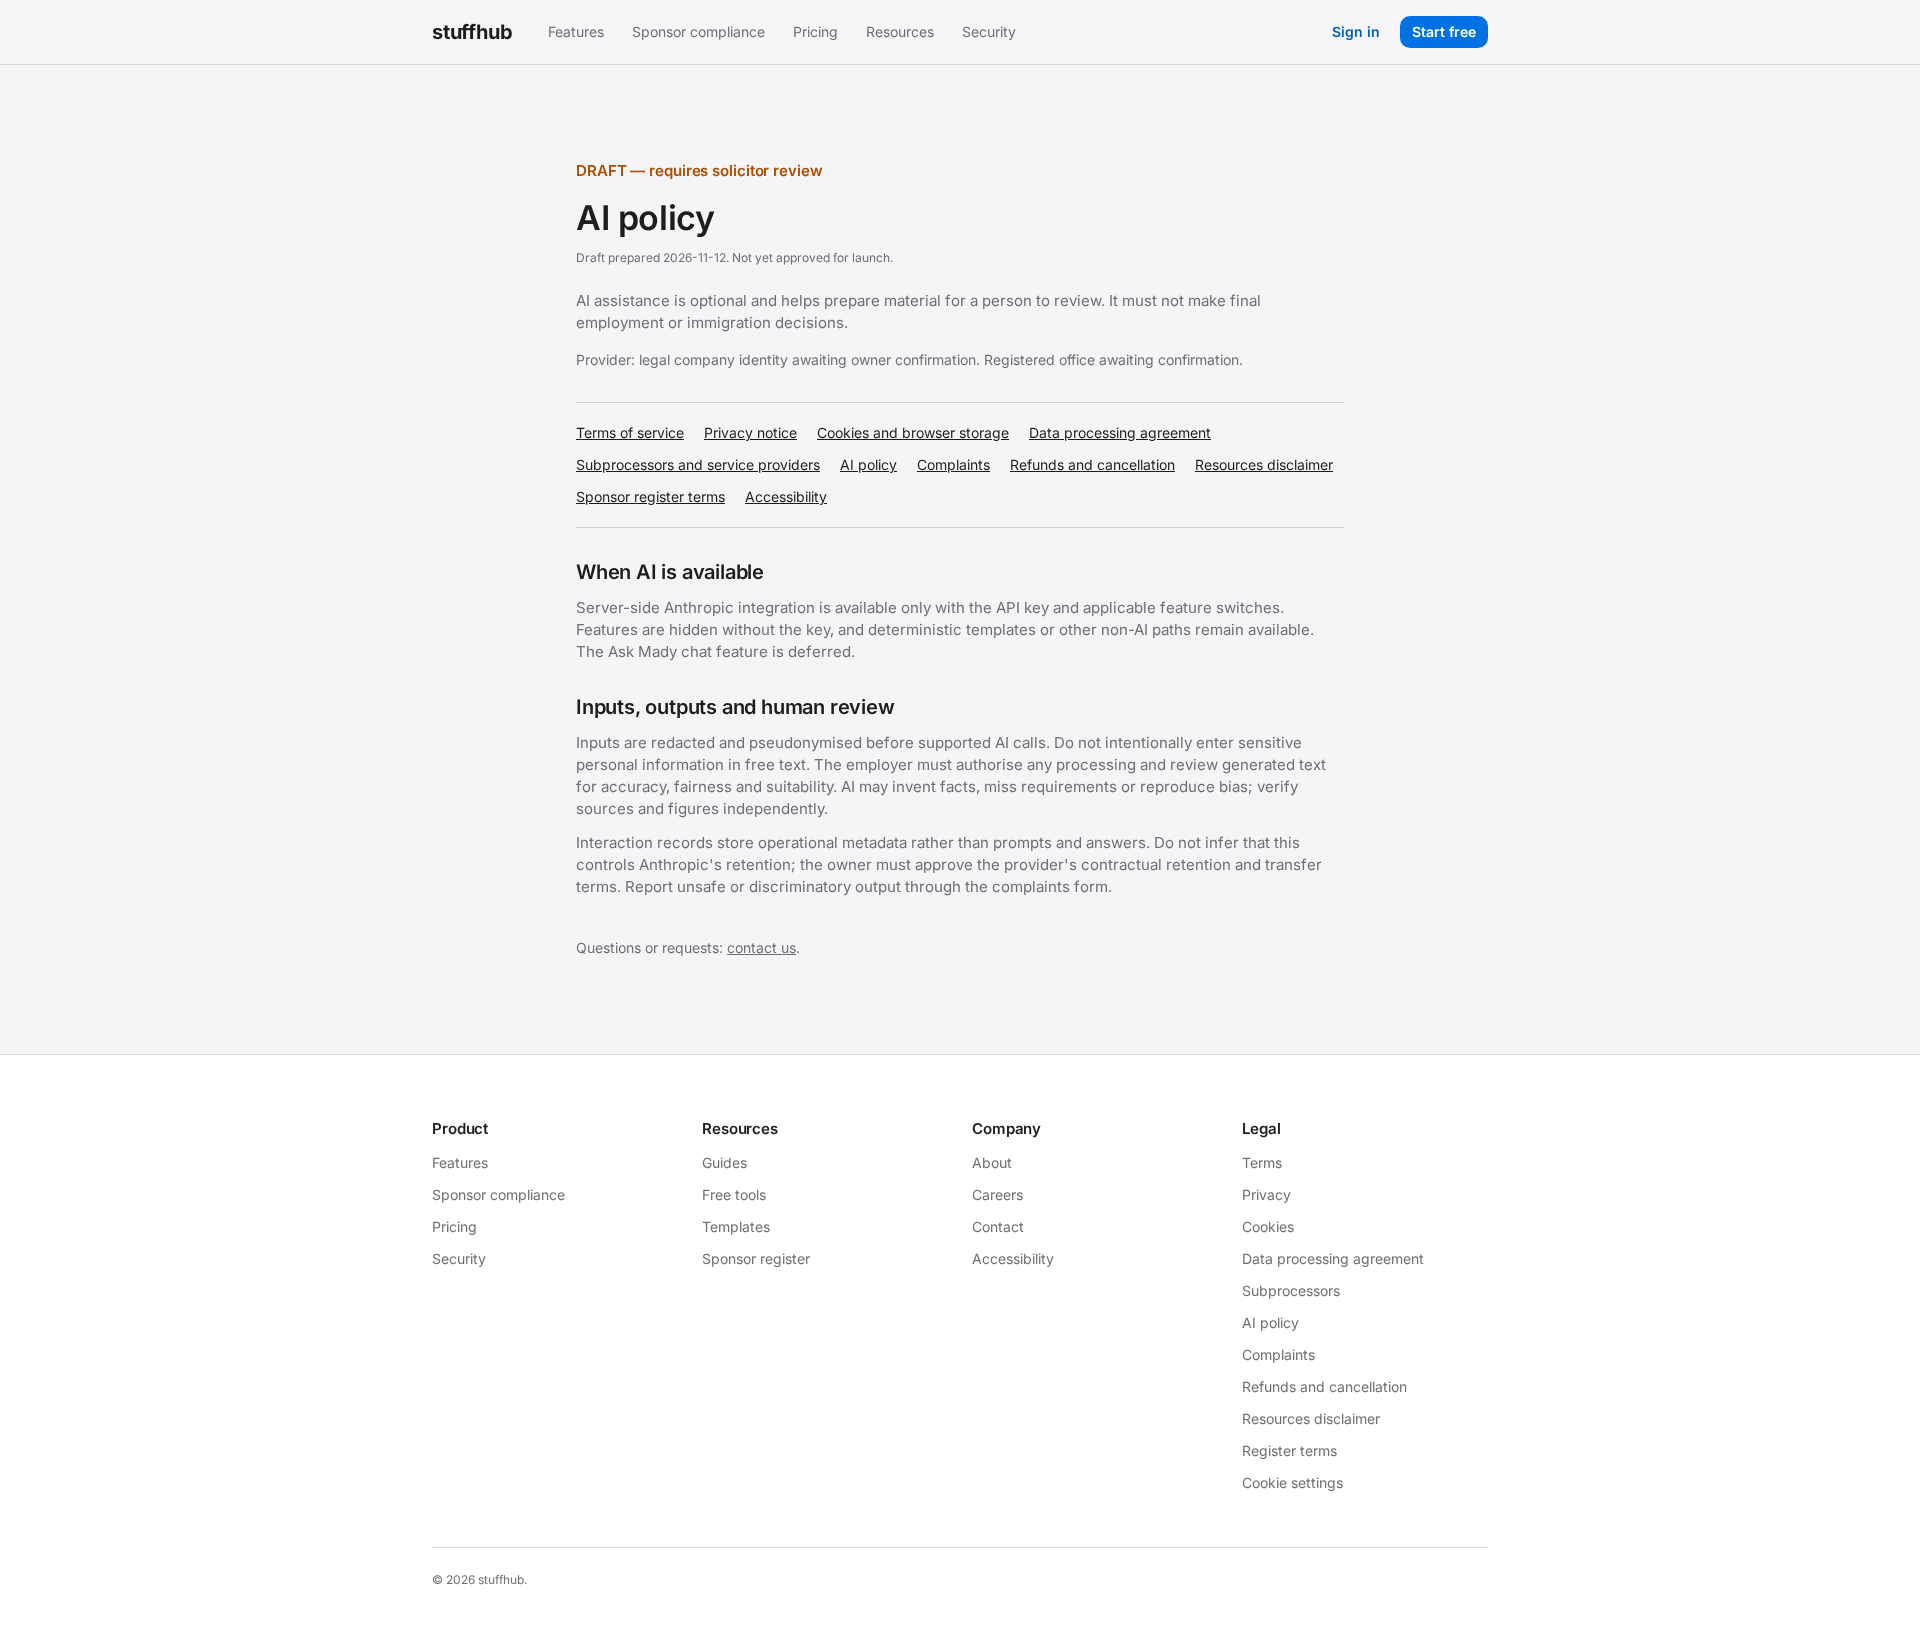 stuffhub
Features
Sponsor compliance
Pricing
Resources
Security
Sign in
Start free
DRAFT — requires solicitor review
AI policy
Draft prepared 2026-11-12. Not yet approved for launch.
AI assistance is optional and helps prepare material for a person to review. It must not make final
employment or immigration decisions.
Provider: legal company identity awaiting owner confirmation. Registered office awaiting confirmation.
Terms of service Privacy notice Cookies and browser storage Data processing agreement
Subprocessors and service providers AI policy Complaints Refunds and cancellation Resources disclaimer
Sponsor register terms Accessibility
When AI is available
Server-side Anthropic integration is available only with the API key and applicable feature switches.
Features are hidden without the key, and deterministic templates or other non-AI paths remain available.
The Ask Mady chat feature is deferred.
Inputs, outputs and human review
Inputs are redacted and pseudonymised before supported AI calls. Do not intentionally enter sensitive
personal information in free text. The employer must authorise any processing and review generated text
for accuracy, fairness and suitability. AI may invent facts, miss requirements or reproduce bias; verify
sources and figures independently.
Interaction records store operational metadata rather than prompts and answers. Do not infer that this
controls Anthropic's retention; the owner must approve the provider's contractual retention and transfer
terms. Report unsafe or discriminatory output through the complaints form.
Questions or requests: contact us.
Product
Features
Sponsor compliance
Pricing
Security
Resources
Guides
Free tools
Templates
Sponsor register
Company
About
Careers
Contact
Accessibility
Legal
Terms
Privacy
Cookies
Data processing agreement
Subprocessors
AI policy
Complaints
Refunds and cancellation
Resources disclaimer
Register terms
Cookie settings
© 2026 stuffhub.